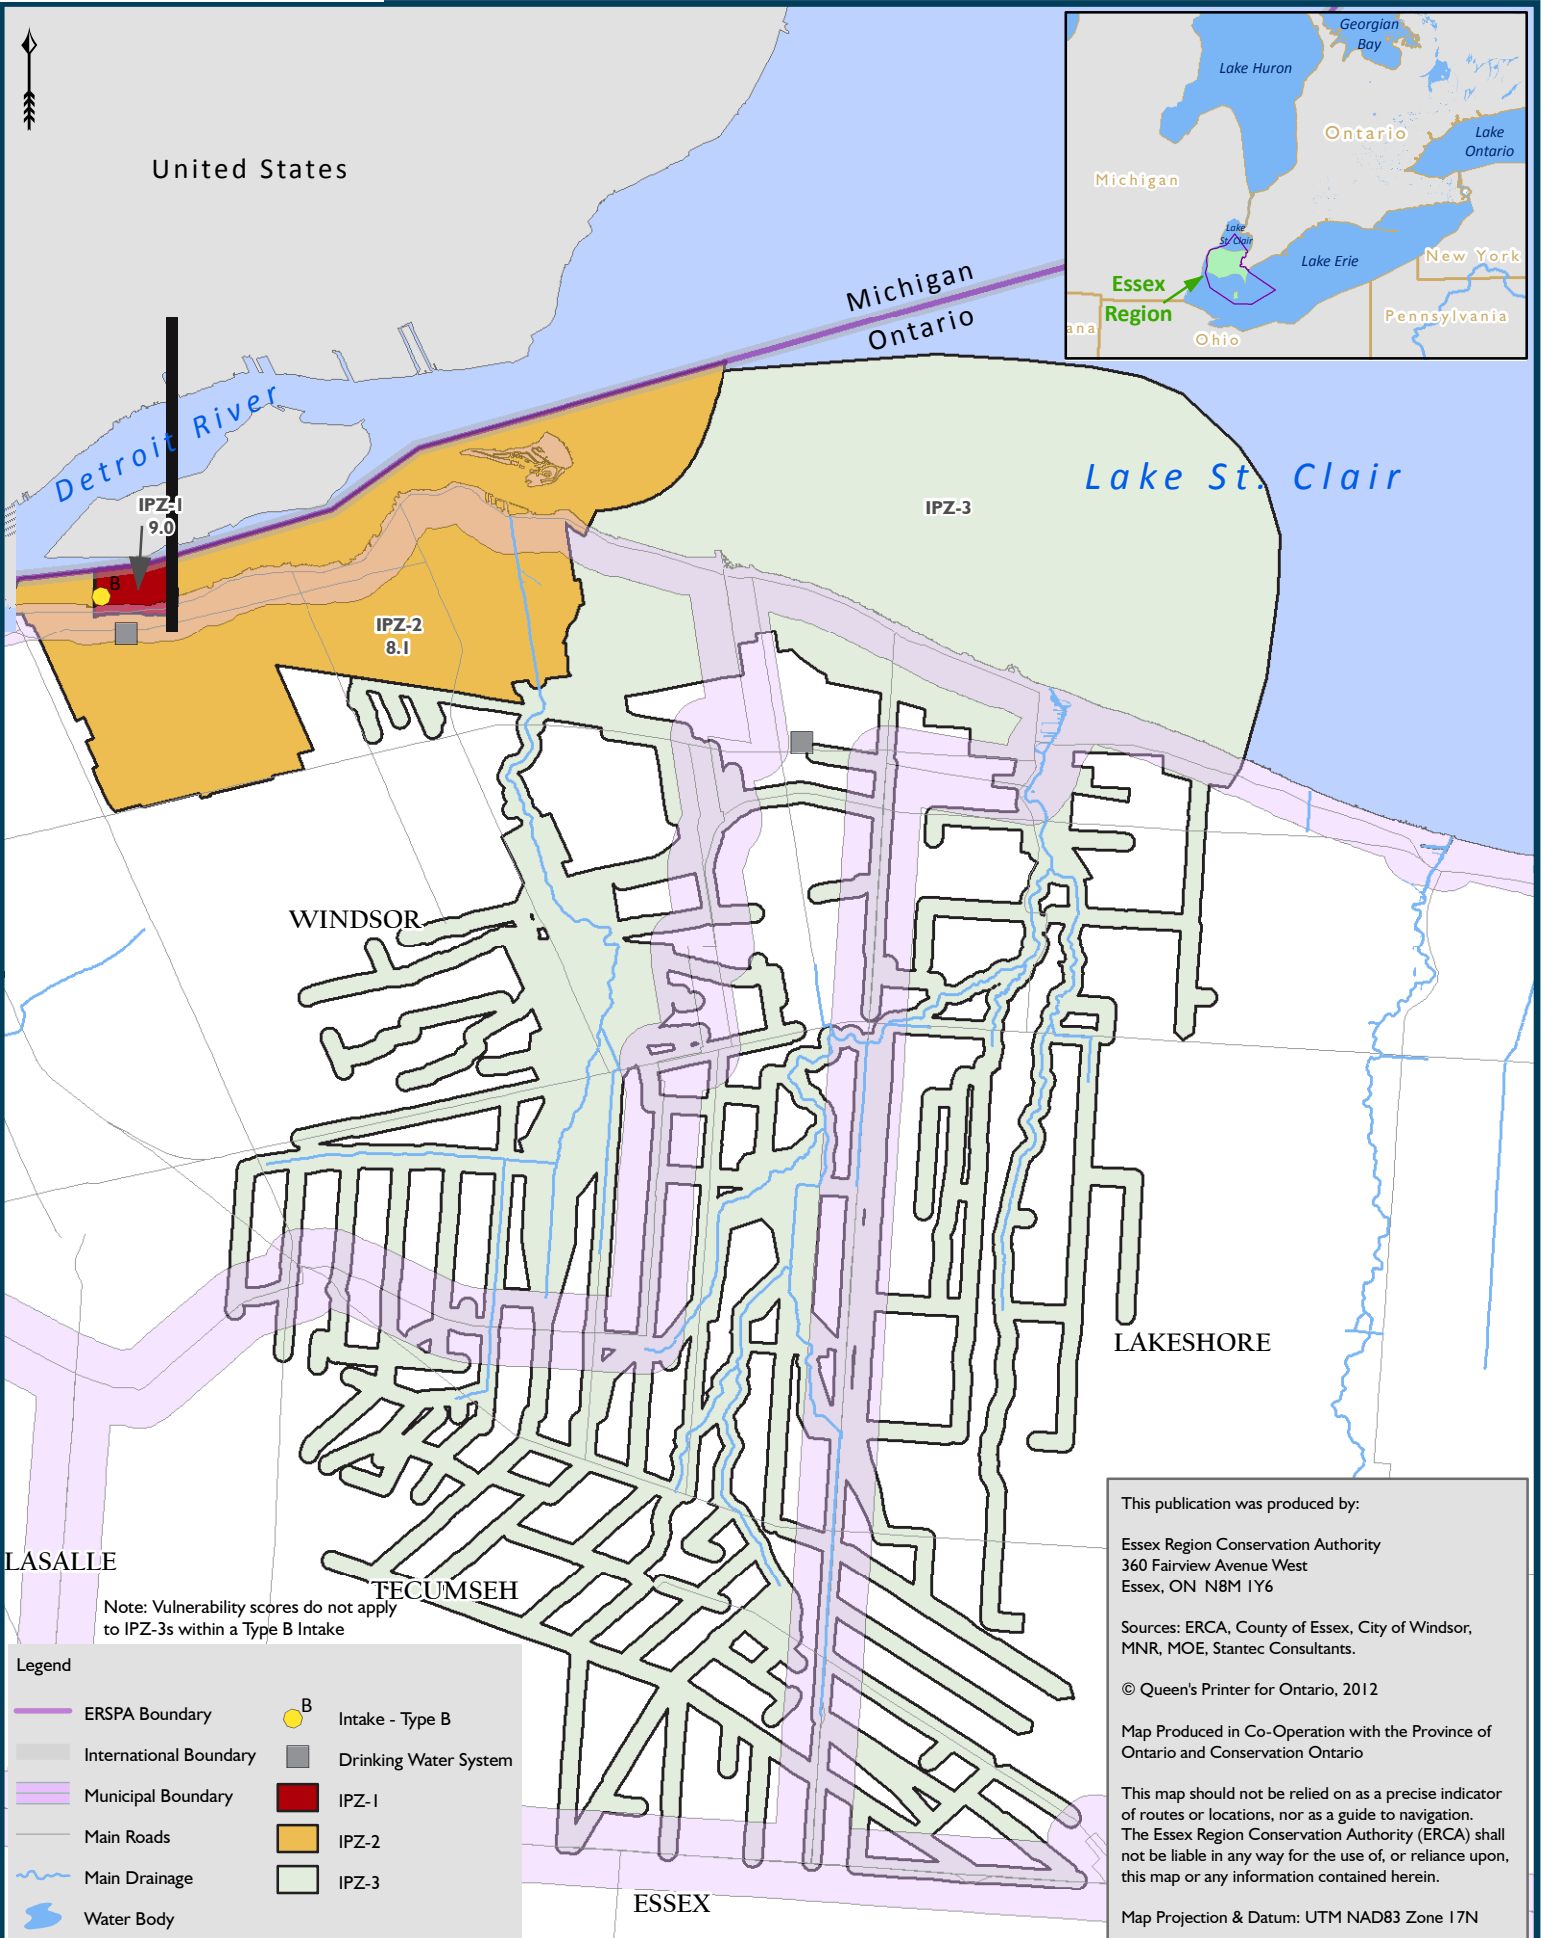 United States
Michigan
Ontario
Detroit River
Lake St. Clair
IPZ-1
9.0
B
IPZ-2
8.1
IPZ-3
WINDSOR
LAKESHORE
LASALLE
TECUMSEH
ESSEX
Georgian
Bay
Lake Huron
Ontario
Lake
Ontario
Michigan
Lake
St. Clair
Lake Erie
New York
Essex
Region
ana
Ohio
Pennsylvania
Note: Vulnerability scores do not apply
to IPZ-3s within a Type B Intake
Legend
ERSPA Boundary
International Boundary
Municipal Boundary
Main Roads
Main Drainage
Water Body
B
Intake - Type B
Drinking Water System
IPZ-1
IPZ-2
IPZ-3
This publication was produced by:
Essex Region Conservation Authority
360 Fairview Avenue West
Essex, ON N8M 1Y6
Sources: ERCA, County of Essex, City of Windsor,
MNR, MOE, Stantec Consultants.
© Queen's Printer for Ontario, 2012
Map Produced in Co-Operation with the Province of
Ontario and Conservation Ontario
This map should not be relied on as a precise indicator
of routes or locations, nor as a guide to navigation.
The Essex Region Conservation Authority (ERCA) shall
not be liable in any way for the use of, or reliance upon,
this map or any information contained herein.
Map Projection & Datum: UTM NAD83 Zone 17N